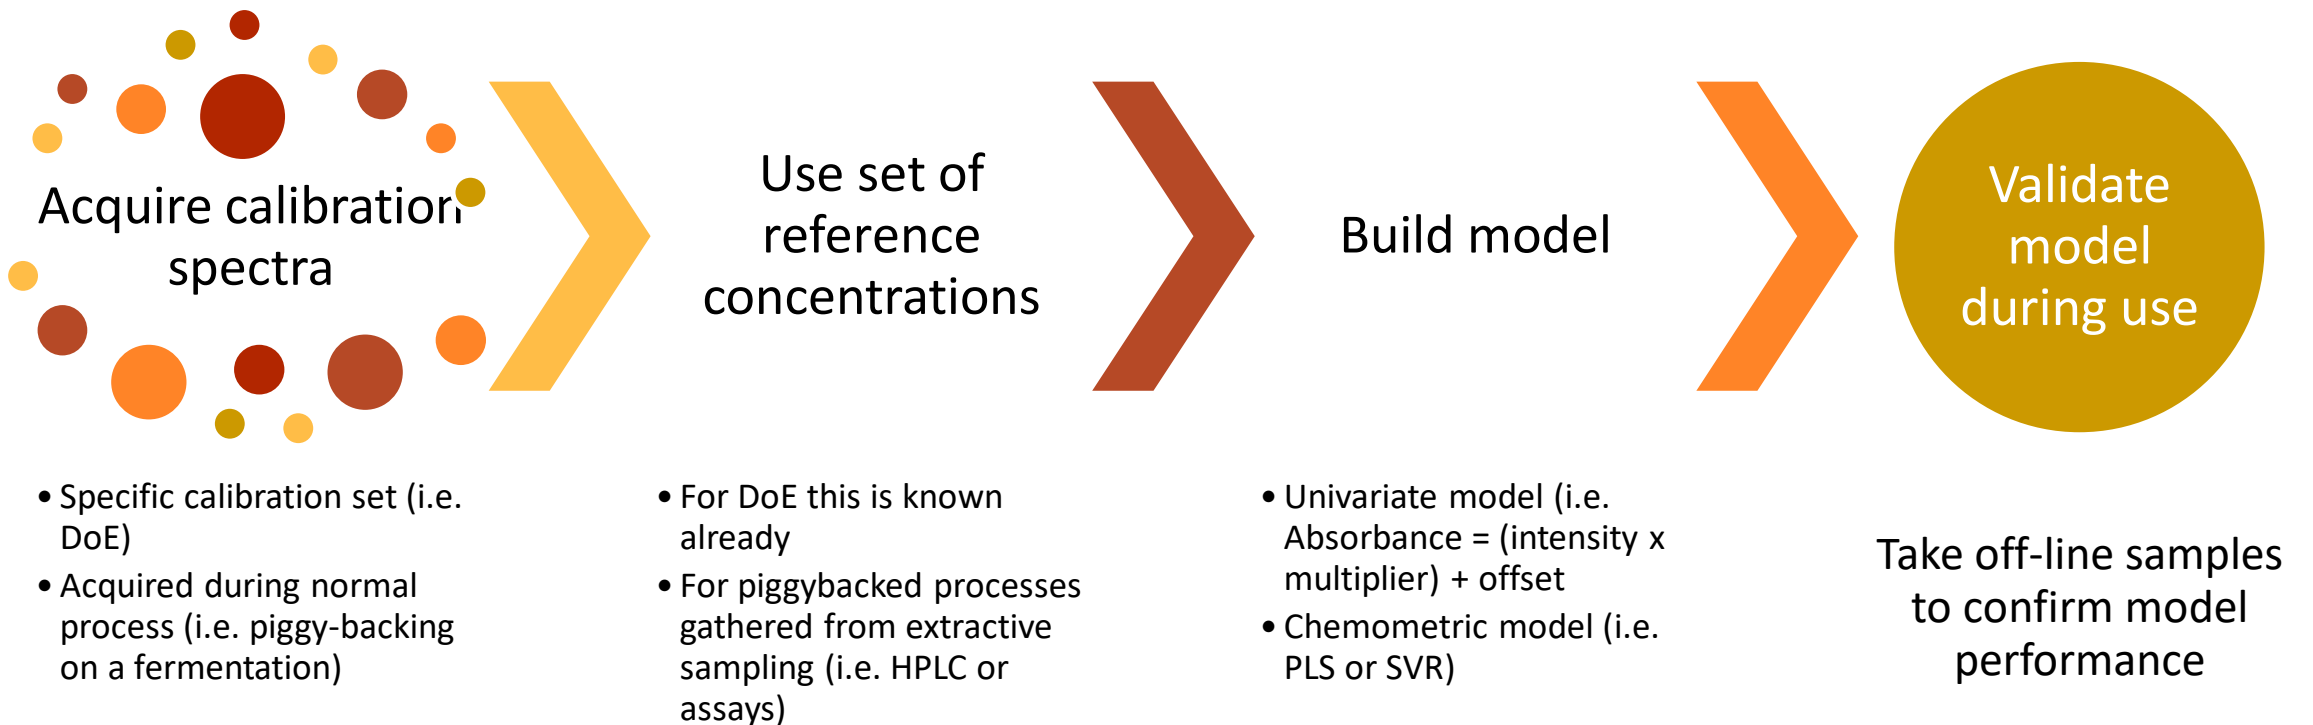 Acquire calibration
spectra
• Specific calibration set (i.e.
DoE)
• Acquired during normal
process (i.e. piggy-backing
on a fermentation)
Use set of
reference
concentrations
• For DoE this is known
already
• For piggybacked processes
gathered from extractive
sampling (i.e. HPLC or
assays)
Build model
• Univariate model (i.e.
Absorbance = (intensity x
multiplier) + offset
• Chemometric model (i.e.
PLS or SVR)
Validate
model
during use
Take off-line samples
to confirm model
performance